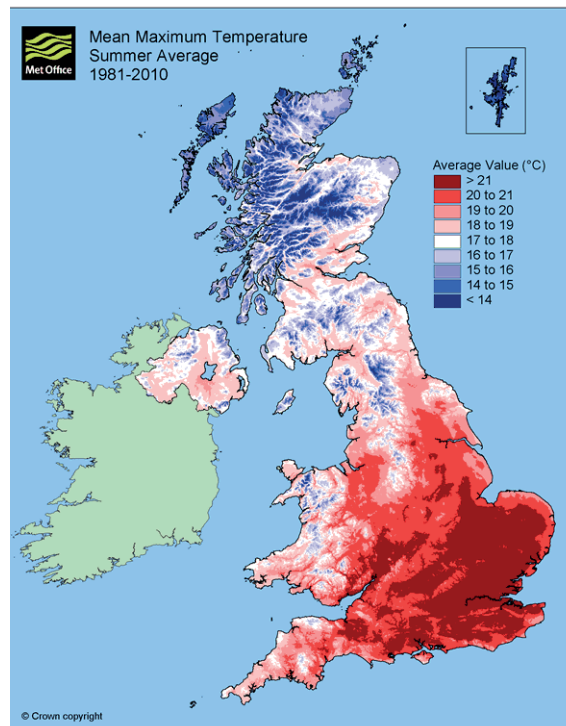 Met Office
Mean Maximum Temperature
Summer Average
1981-2010
Average Value (°C)
> 21
20 to 21
19 to 20
18 to 19
17 to 18
16 to 17
15 to 16
14 to 15
< 14
© Crown copyright